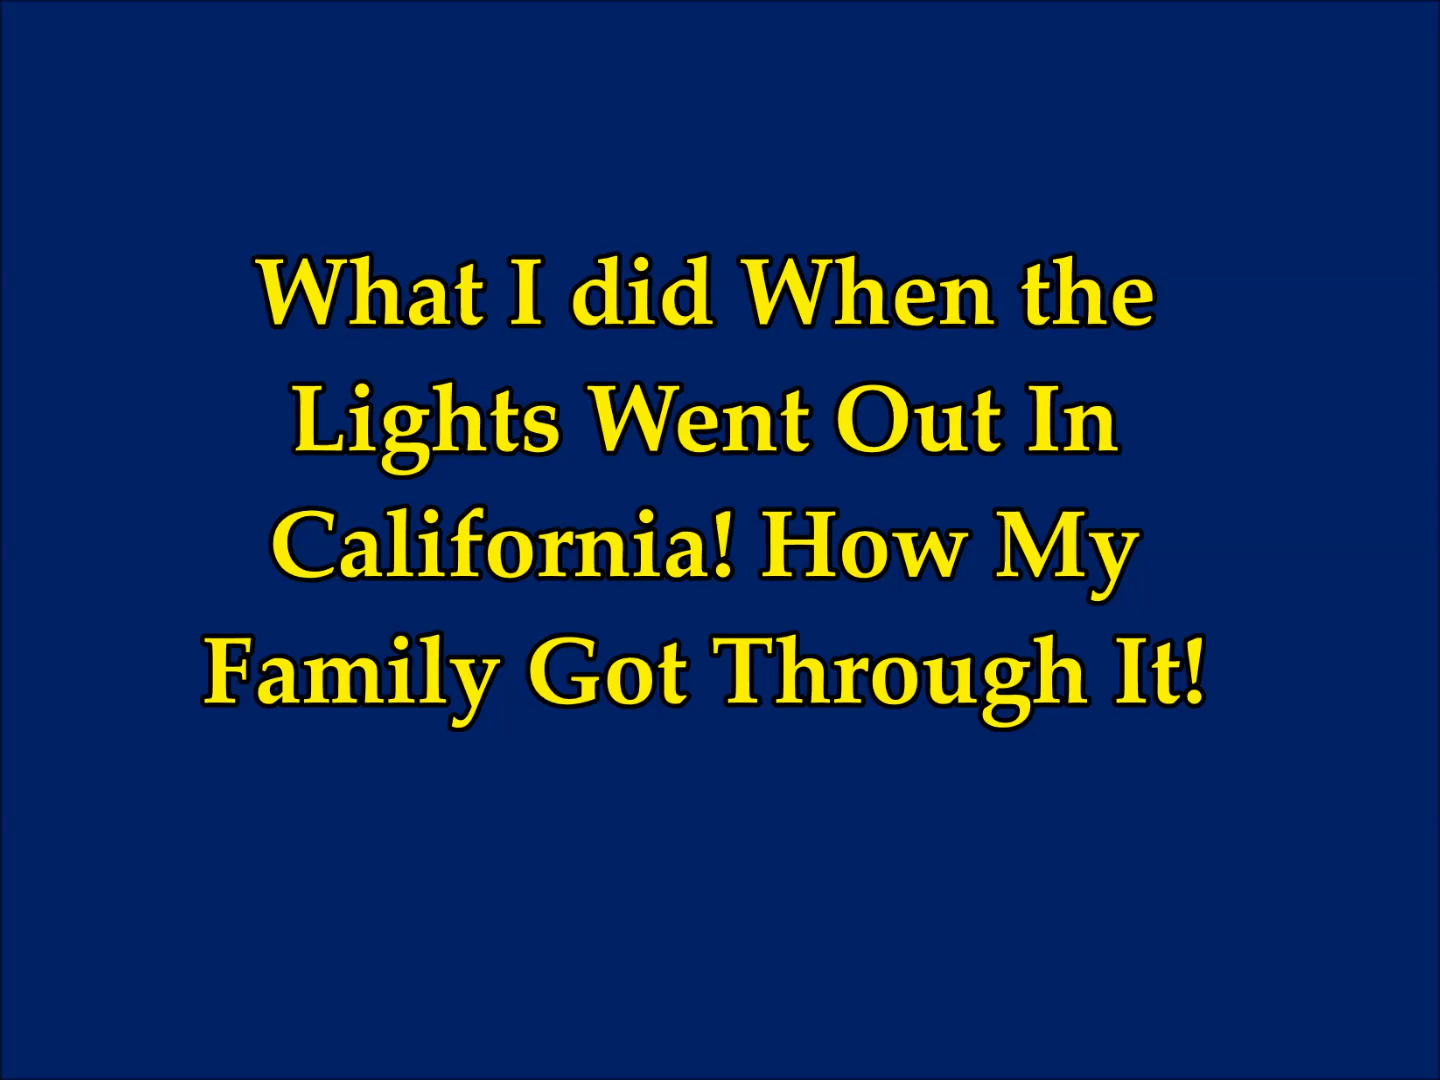 What I did When the
Lights Went Out In
California! How My
Family Got Through It!